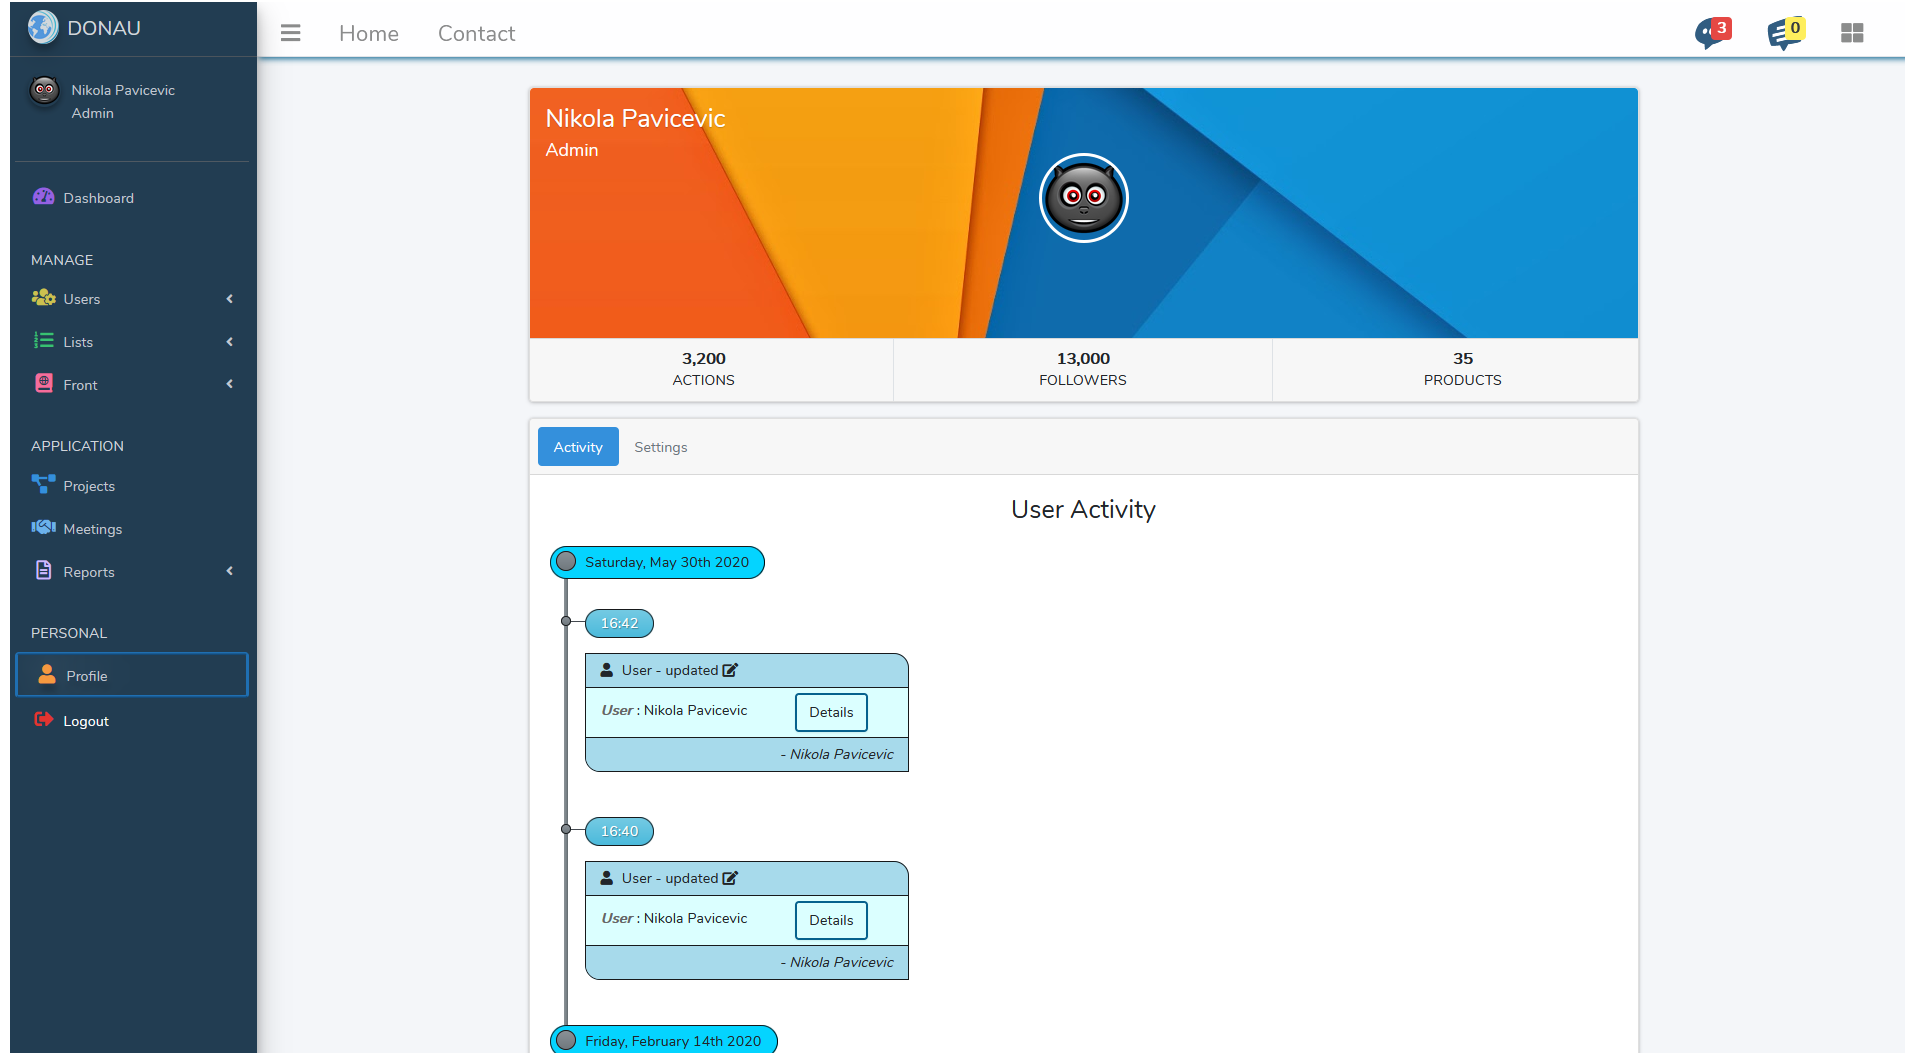 DONAU
Nikola Pavicevic
Admin
Dashboard
MANAGE
Users
Lists
Front
APPLICATION
Projects
Meetings
Reports
PERSONAL
Profile
Logout
Home Contact
3 0
Nikola Pavicevic
Admin
3,200
ACTIONS
13,000
FOLLOWERS
35
PRODUCTS
Activity Settings
User Activity
Saturday, May 30th 2020
16:42
User - updated
User : Nikola Pavicevic Details
- Nikola Pavicevic
16:40
User - updated
User : Nikola Pavicevic Details
- Nikola Pavicevic
Friday, February 14th 2020